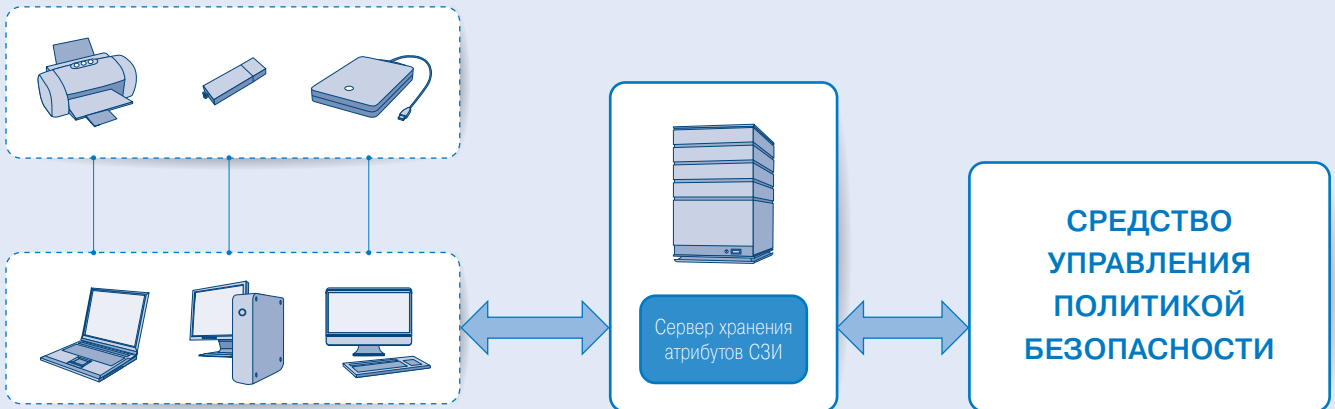 Сервер хранения
атрибутов СЗИ
СРЕДСТВО
УПРАВЛЕНИЯ
ПОЛИТИКОЙ
БЕЗОПАСНОСТИ